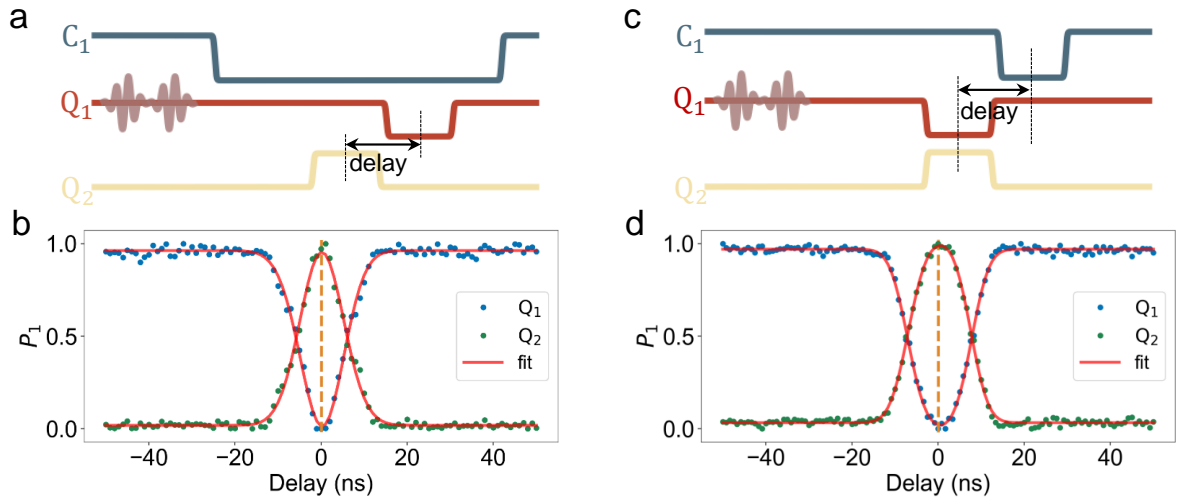 a
C₁
Q₁
delay
Q₂
b
1.0
0.5
0.0
P₁
Q₁
Q₂
fit
−40
−20
0
20
40
Delay (ns)
c
C₁
Q₁
delay
Q₂
d
1.0
0.5
0.0
P₁
Q₁
Q₂
fit
−40
−20
0
20
40
Delay (ns)